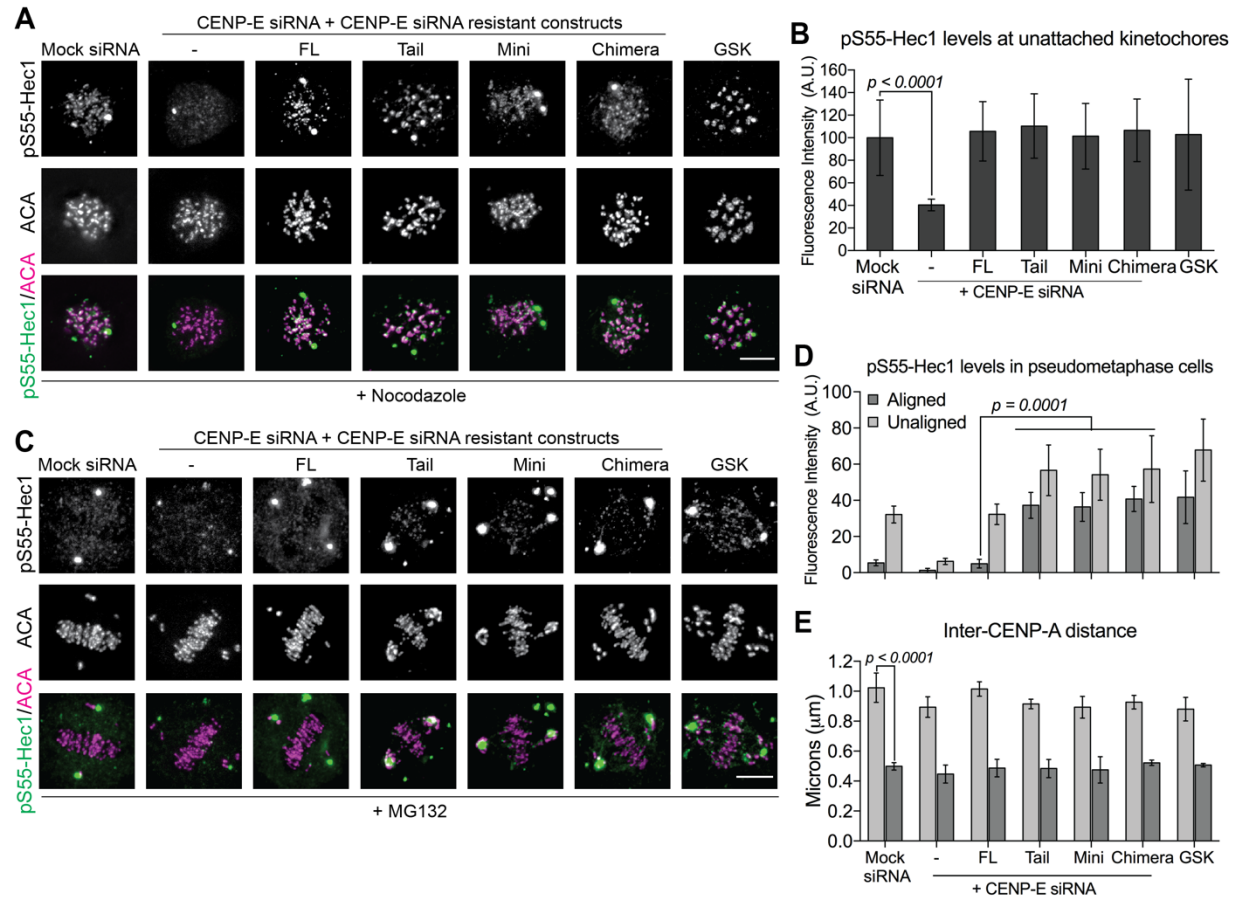 A
CENP-E siRNA + CENP-E siRNA resistant constructs
Mock siRNA - FL Tail Mini Chimera GSK
pS55-Hec1
ACA
pS55-Hec1/ACA
+ Nocodazole
B
pS55-Hec1 levels at unattached kinetochores
Fluorescence Intensity (A.U.)
160
140
120
100
80
60
40
20
0
p < 0.0001
Mock siRNA - FL Tail Mini Chimera GSK
+ CENP-E siRNA
C
CENP-E siRNA + CENP-E siRNA resistant constructs
Mock siRNA - FL Tail Mini Chimera GSK
pS55-Hec1
ACA
pS55-Hec1/ACA
+ MG132
D
pS55-Hec1 levels in pseudometaphase cells
Fluorescence Intensity (A.U.)
100
80
60
40
20
0
Aligned
Unaligned
p = 0.0001
E
Inter-CENP-A distance
Microns (μm)
1.2
1.0
0.8
0.6
0.4
0.2
0.0
p < 0.0001
Mock siRNA - FL Tail Mini Chimera GSK
+ CENP-E siRNA